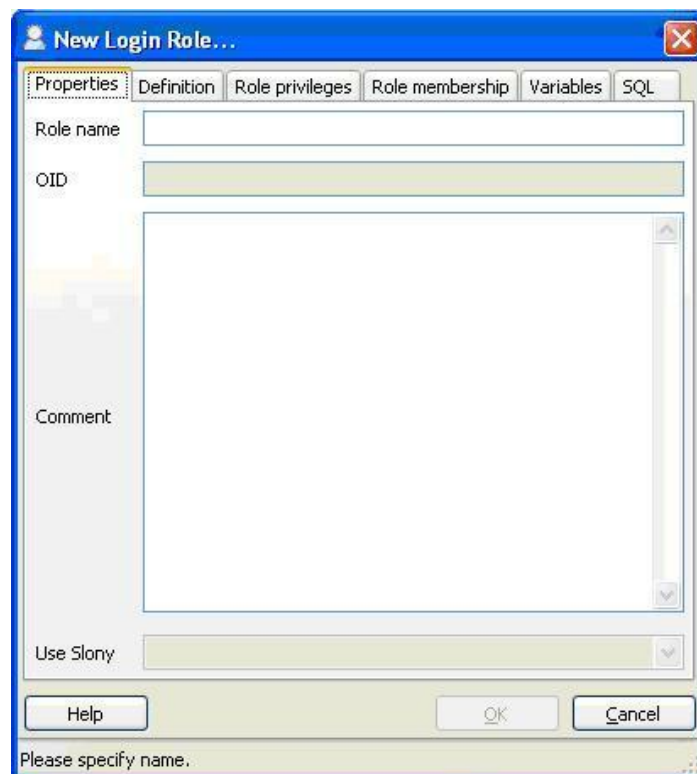 New Login Role...
Properties Definition Role privileges Role membership Variables SQL
Role name
OID
Comment
Use Slony
Help OK Cancel
Please specify name.